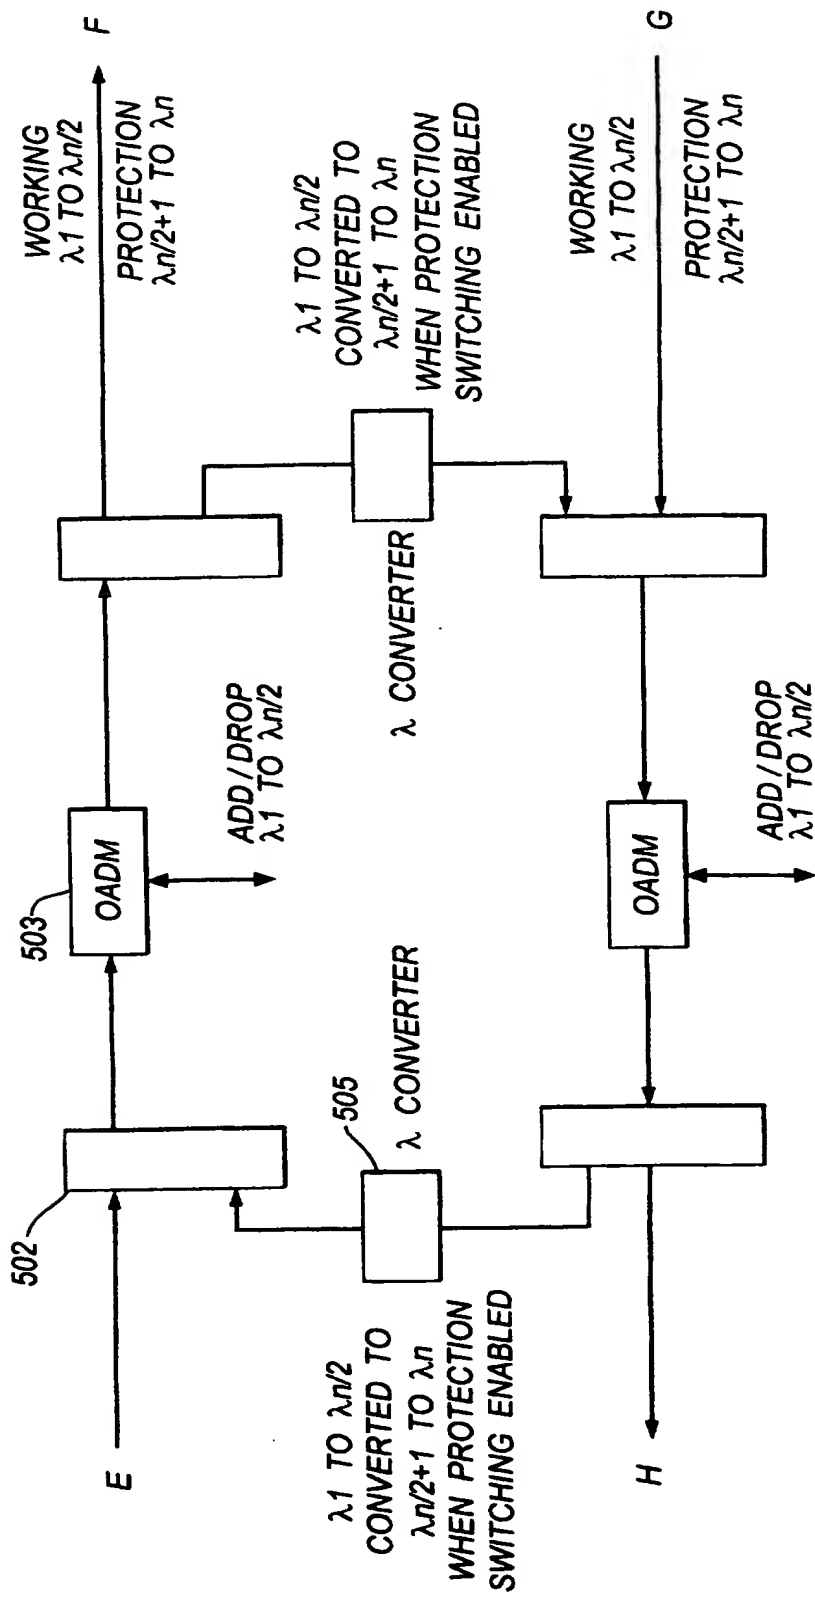 E
502
503
OADM
ADD/DROP
λ1 TO λn/2
WORKING
λ1 TO λn/2
PROTECTION
λn/2+1 TO λn
F
λ1 TO λn/2
CONVERTED TO
λn/2+1 TO λn
WHEN PROTECTION
SWITCHING ENABLED
505
λ CONVERTER
λ CONVERTER
λ1 TO λn/2
CONVERTED TO
λn/2+1 TO λn
WHEN PROTECTION
SWITCHING ENABLED
H
OADM
ADD/DROP
λ1 TO λn/2
WORKING
λ1 TO λn/2
PROTECTION
λn/2+1 TO λn
G